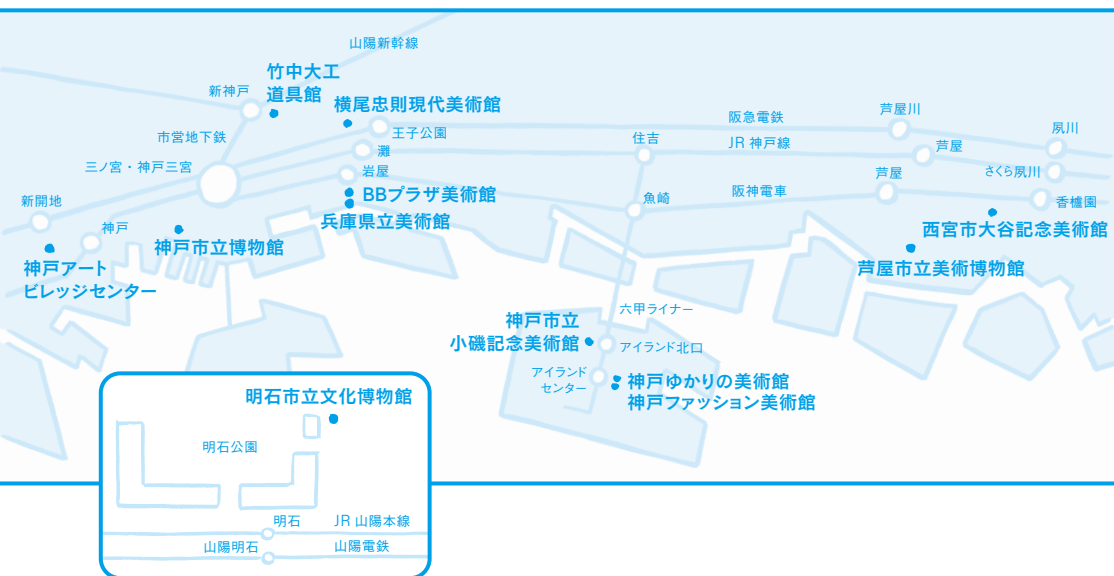 山陽新幹線
竹中大工
道具館
新神戸
横尾忠則現代美術館
市営地下鉄
王子公園
阪急電鉄
芦屋川
夙川
三ノ宮・神戸三宮
灘
住吉
JR 神戸線
芦屋
岩屋
さくら夙川
BBプラザ美術館
阪神電車
芦屋
新開地
魚崎
香櫨園
兵庫県立美術館
神戸
神戸市立博物館
西宮市大谷記念美術館
神戸アート
ビレッジセンター
芦屋市立美術博物館
六甲ライナー
神戸市立
小磯記念美術館
アイランド北口
アイランド
センター
神戸ゆかりの美術館
神戸ファッション美術館
明石市立文化博物館
明石公園
明石
JR 山陽本線
山陽明石
山陽電鉄